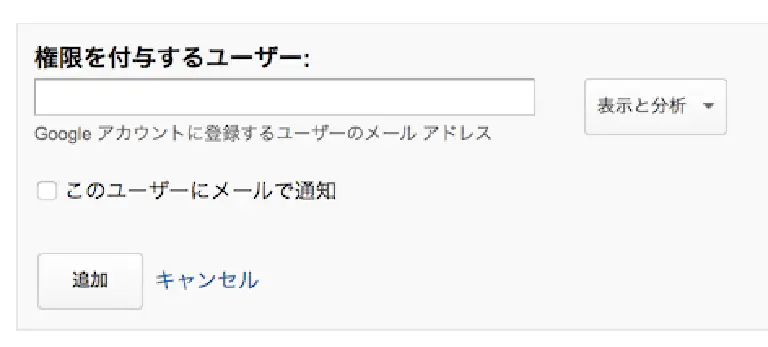 権限を付与するユーザー:
表示と分析
Google アカウントに登録するユーザーのメール アドレス
このユーザーにメールで通知
追加 キャンセル